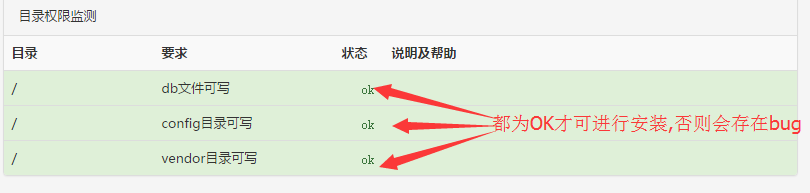 目录权限监测
目录 要求 状态 说明及帮助
/ db文件可写 ok
/ config目录可写 ok
都为OK才可进行安装,否则会存在bug
/ vendor目录可写 ok